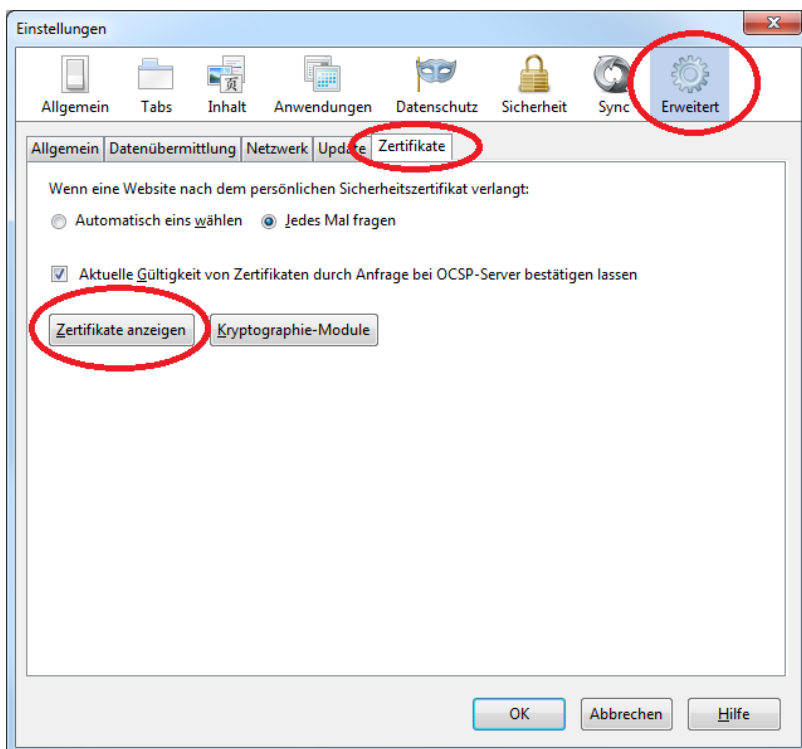 Einstellungen
Allgemein Tabs Inhalt Anwendungen Datenschutz Sicherheit Sync Erweitert
Allgemein Datenübermittlung Netzwerk Update Zertifikate
Wenn eine Website nach dem persönlichen Sicherheitszertifikat verlangt:
Automatisch eins wählen Jedes Mal fragen
Aktuelle Gültigkeit von Zertifikaten durch Anfrage bei OCSP-Server bestätigen lassen
Zertifikate anzeigen Kryptographie-Module
OK Abbrechen Hilfe